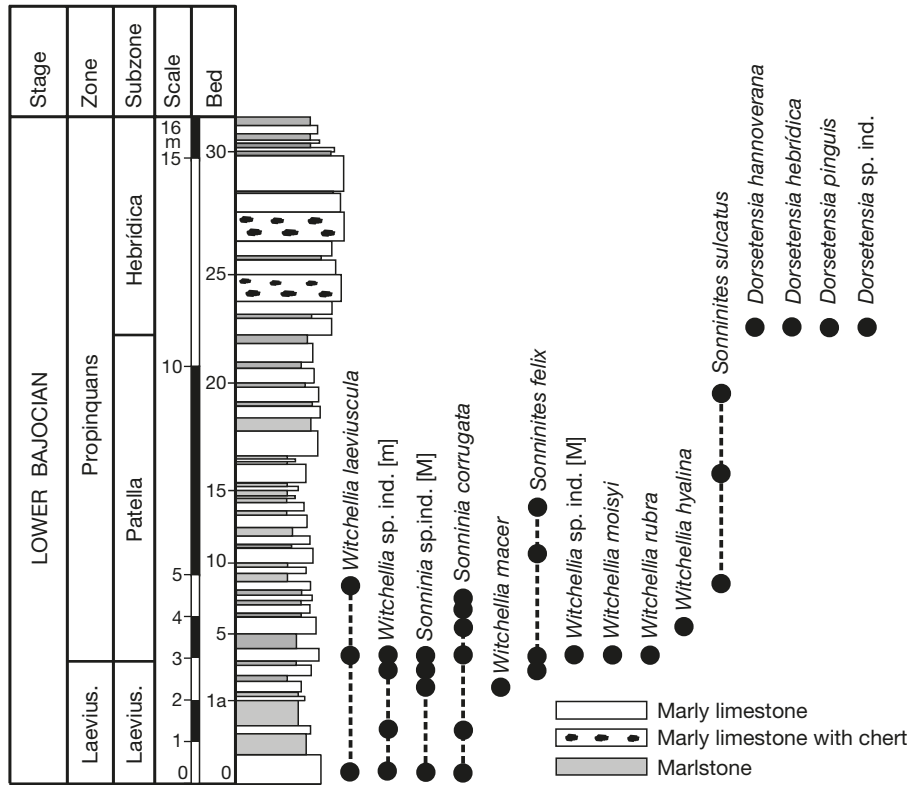 Stage
Zone
Subzone
Scale
Bed
LOWER BAJOCIAN
Propinquans
Laevius.
Hebrídica
Patella
Laevius.
16
m
15
10
5
4
3
2
1
0
30
25
20
15
10
5
1a
0
Witchellia laeviuscula
Witchellia sp. ind. [m]
Sonninia sp.ind. [M]
Sonninia corrugata
Witchellia macer
Sonninites felix
Witchellia sp. ind. [M]
Witchellia moisyi
Witchellia rubra
Witchellia hyalina
Sonninites sulcatus
Dorsetensia hannoverana
Dorsetensia hebrídica
Dorsetensia pinguis
Dorsetensia sp. ind.
Marly limestone
Marly limestone with chert
Marlstone